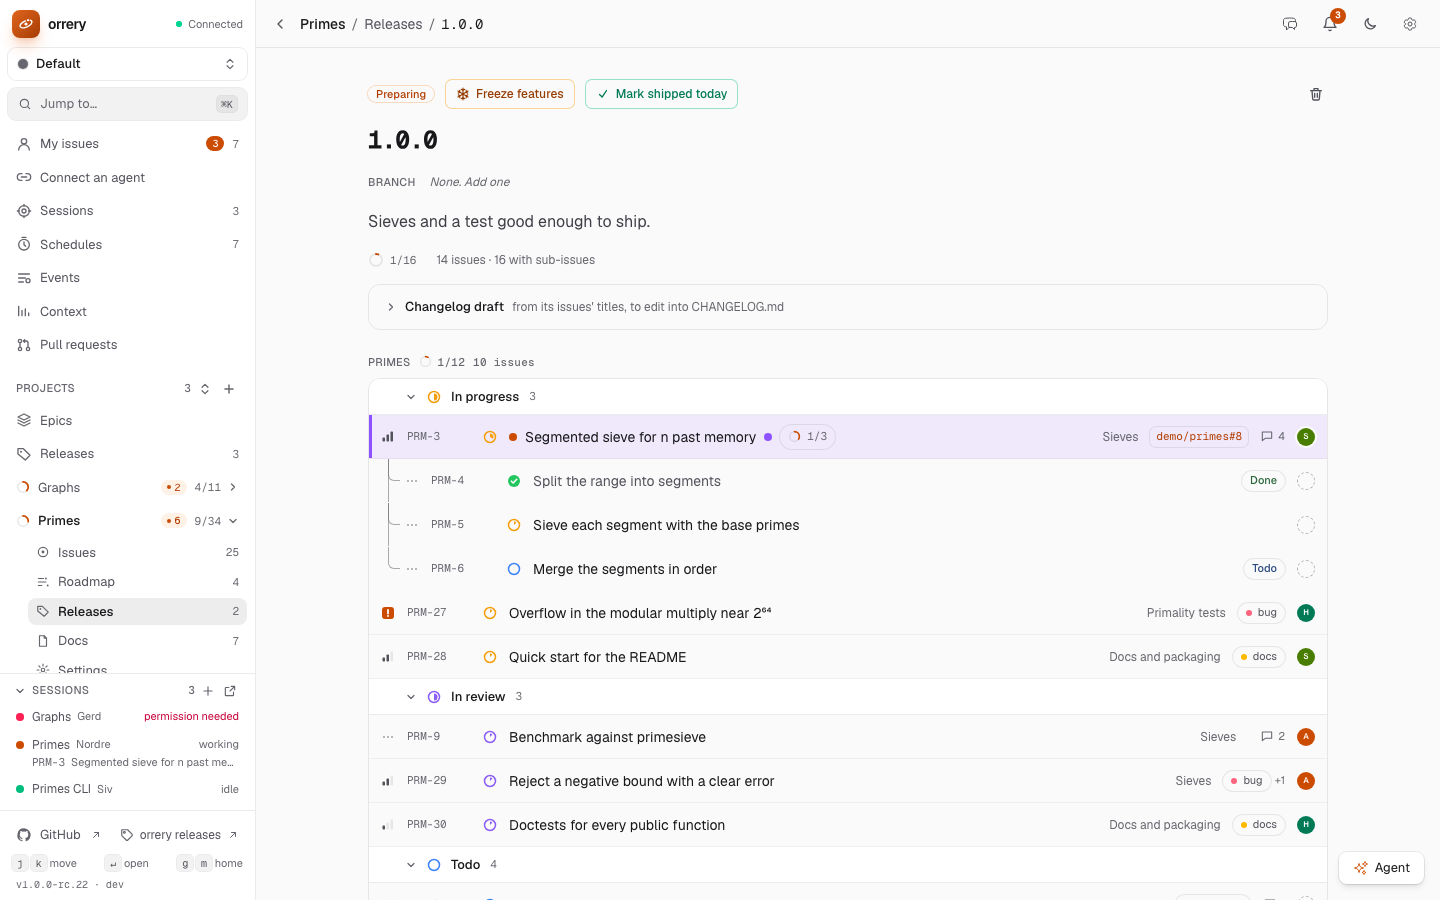 orrery
Connected
Default
Jump to...
⌘K
My issues 3 7
Connect an agent
Sessions 3
Schedules 7
Events
Context
Pull requests
PROJECTS 3
Epics
Releases 3
Graphs 2 4/11
Primes 6 9/34
Issues 25
Roadmap 4
Releases 2
Docs 7
Settings
SESSIONS 3
Graphs Gerd permission needed
Primes Nordre working
PRM-3 Segmented sieve for n past me...
Primes CLI Siv idle
GitHub ↗ orrery releases ↗
j k move ↵ open g m home
v1.0.0-rc.22 · dev
Primes / Releases / 1.0.0
3
Preparing Freeze features Mark shipped today
1.0.0
BRANCH None. Add one
Sieves and a test good enough to ship.
1/16 14 issues · 16 with sub-issues
Changelog draft from its issues' titles, to edit into CHANGELOG.md
PRIMES 1/12 10 issues
In progress 3
PRM-3 Segmented sieve for n past memory 1/3 Sieves demo/primes#8 4 S
PRM-4 Split the range into segments Done
PRM-5 Sieve each segment with the base primes
PRM-6 Merge the segments in order Todo
PRM-27 Overflow in the modular multiply near 2⁶⁴ Primality tests bug H
PRM-28 Quick start for the README Docs and packaging docs S
In review 3
PRM-9 Benchmark against primesieve Sieves 2 A
PRM-29 Reject a negative bound with a clear error Sieves bug +1 A
PRM-30 Doctests for every public function Docs and packaging docs H
Todo 4
Agent